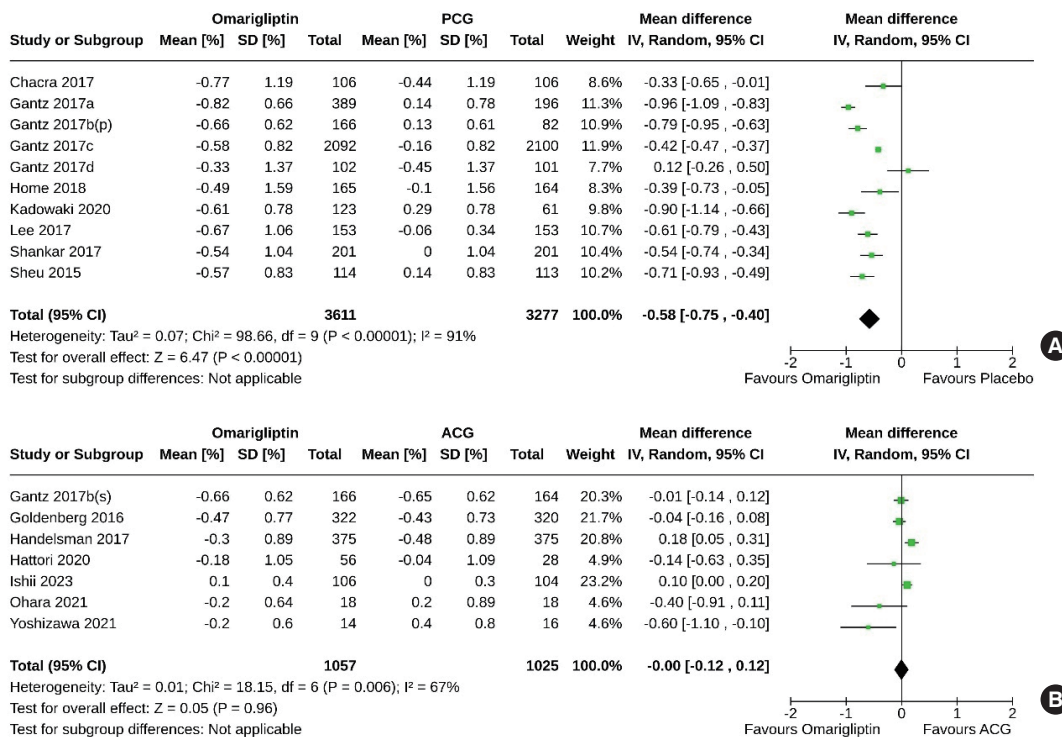 Omarigliptin PCG Mean difference Mean difference
Study or Subgroup Mean [%] SD [%] Total Mean [%] SD [%] Total Weight IV, Random, 95% CI IV, Random, 95% CI
Chacra 2017 -0.77 1.19 106 -0.44 1.19 106 8.6% -0.33 [-0.65 , -0.01]
Gantz 2017a -0.82 0.66 389 0.14 0.78 196 11.3% -0.96 [-1.09 , -0.83]
Gantz 2017b(p) -0.66 0.62 166 0.13 0.61 82 10.9% -0.79 [-0.95 , -0.63]
Gantz 2017c -0.58 0.82 2092 -0.16 0.82 2100 11.9% -0.42 [-0.47 , -0.37]
Gantz 2017d -0.33 1.37 102 -0.45 1.37 101 7.7% 0.12 [-0.26 , 0.50]
Home 2018 -0.49 1.59 165 -0.1 1.56 164 8.3% -0.39 [-0.73 , -0.05]
Kadowaki 2020 -0.61 0.78 123 0.29 0.78 61 9.8% -0.90 [-1.14 , -0.66]
Lee 2017 -0.67 1.06 153 -0.06 0.34 153 10.7% -0.61 [-0.79 , -0.43]
Shankar 2017 -0.54 1.04 201 0 1.04 201 10.4% -0.54 [-0.74 , -0.34]
Sheu 2015 -0.57 0.83 114 0.14 0.83 113 10.2% -0.71 [-0.93 , -0.49]
Total (95% CI) 3611 3277 100.0% -0.58 [-0.75 , -0.40]
Heterogeneity: Tau² = 0.07; Chi² = 98.66, df = 9 (P < 0.00001); I² = 91%
Test for overall effect: Z = 6.47 (P < 0.00001)
Test for subgroup differences: Not applicable
-2 -1 0 1 2
Favours Omarigliptin Favours Placebo
A
Omarigliptin ACG Mean difference Mean difference
Study or Subgroup Mean [%] SD [%] Total Mean [%] SD [%] Total Weight IV, Random, 95% CI IV, Random, 95% CI
Gantz 2017b(s) -0.66 0.62 166 -0.65 0.62 164 20.3% -0.01 [-0.14 , 0.12]
Goldenberg 2016 -0.47 0.77 322 -0.43 0.73 320 21.7% -0.04 [-0.16 , 0.08]
Handelsman 2017 -0.3 0.89 375 -0.48 0.89 375 20.8% 0.18 [0.05 , 0.31]
Hattori 2020 -0.18 1.05 56 -0.04 1.09 28 4.9% -0.14 [-0.63 , 0.35]
Ishii 2023 0.1 0.4 106 0 0.3 104 23.2% 0.10 [0.00 , 0.20]
Ohara 2021 -0.2 0.64 18 0.2 0.89 18 4.6% -0.40 [-0.91 , 0.11]
Yoshizawa 2021 -0.2 0.6 14 0.4 0.8 16 4.6% -0.60 [-1.10 , -0.10]
Total (95% CI) 1057 1025 100.0% -0.00 [-0.12 , 0.12]
Heterogeneity: Tau² = 0.01; Chi² = 18.15, df = 6 (P = 0.006); I² = 67%
Test for overall effect: Z = 0.05 (P = 0.96)
Test for subgroup differences: Not applicable
-2 -1 0 1 2
Favours Omarigliptin Favours ACG
B